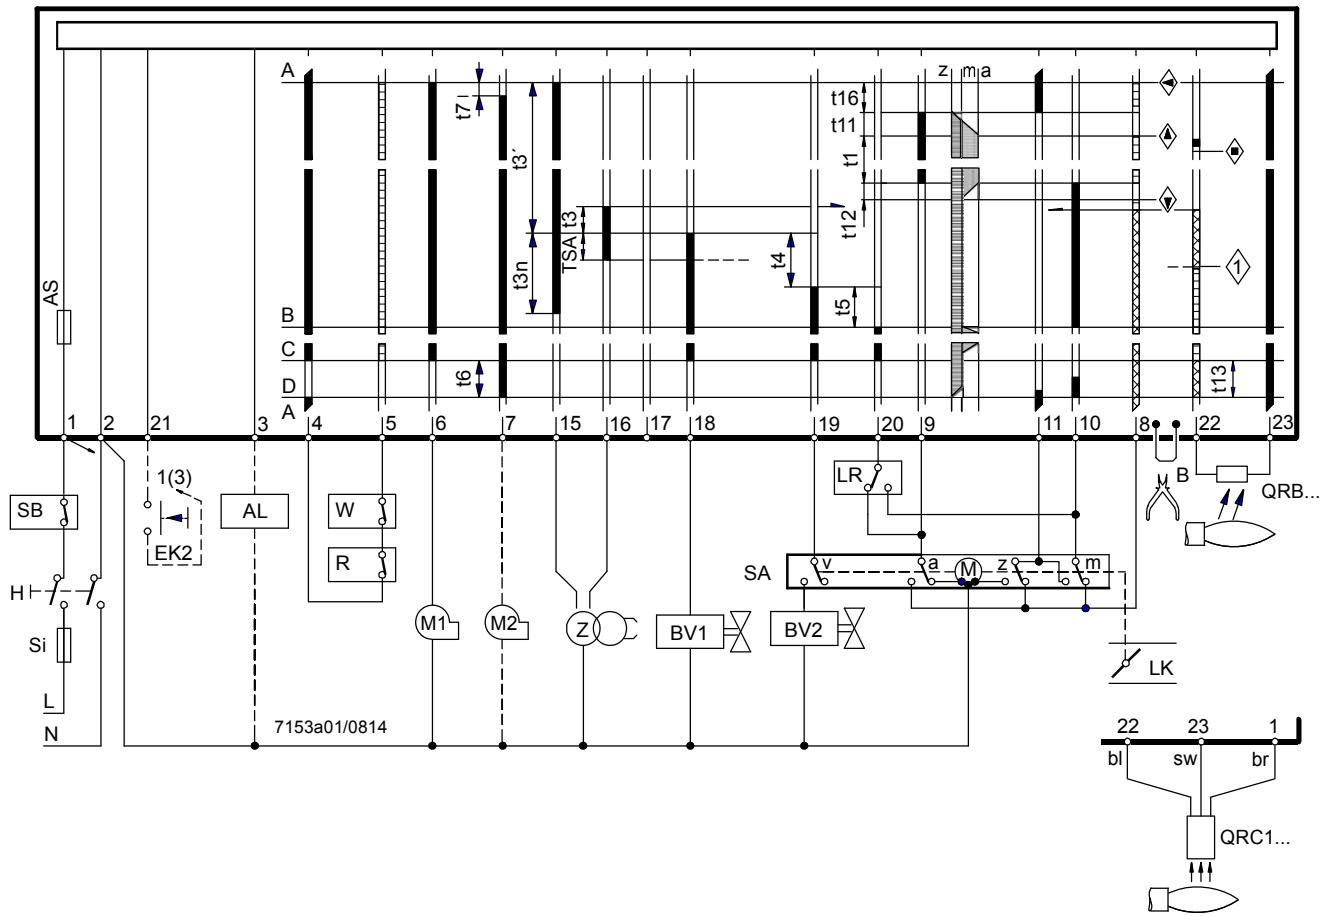 A
z m a
t7
t16
t11
t3´
t1
t3
t12
TSA
t4
1
t3n
AS
t5
B
C
t6
t13
D
A
1 2 21 3 4 5 6 7 15 16 17 18 19 20 9 11 10 8 22 23
1(3)
LR
B
QRB...
SB
AL
W
EK2
R
SA
v a M z m
H
M1
M2
Z
BV1
BV2
Si
LK
L
7153a01/0814
N
22 23 1
bl sw br
QRC1...